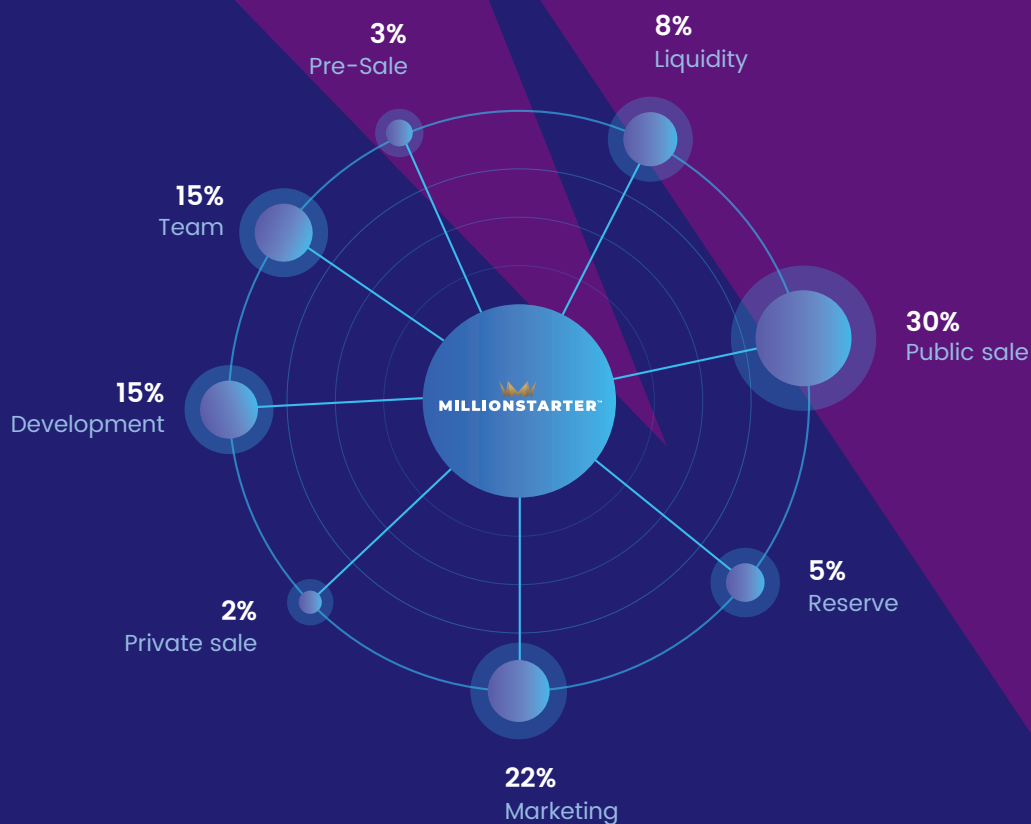 3%
Pre-Sale
8%
Liquidity
15%
Team
30%
Public sale
15%
Development
MILLIONSTARTER™
5%
Reserve
2%
Private sale
22%
Marketing